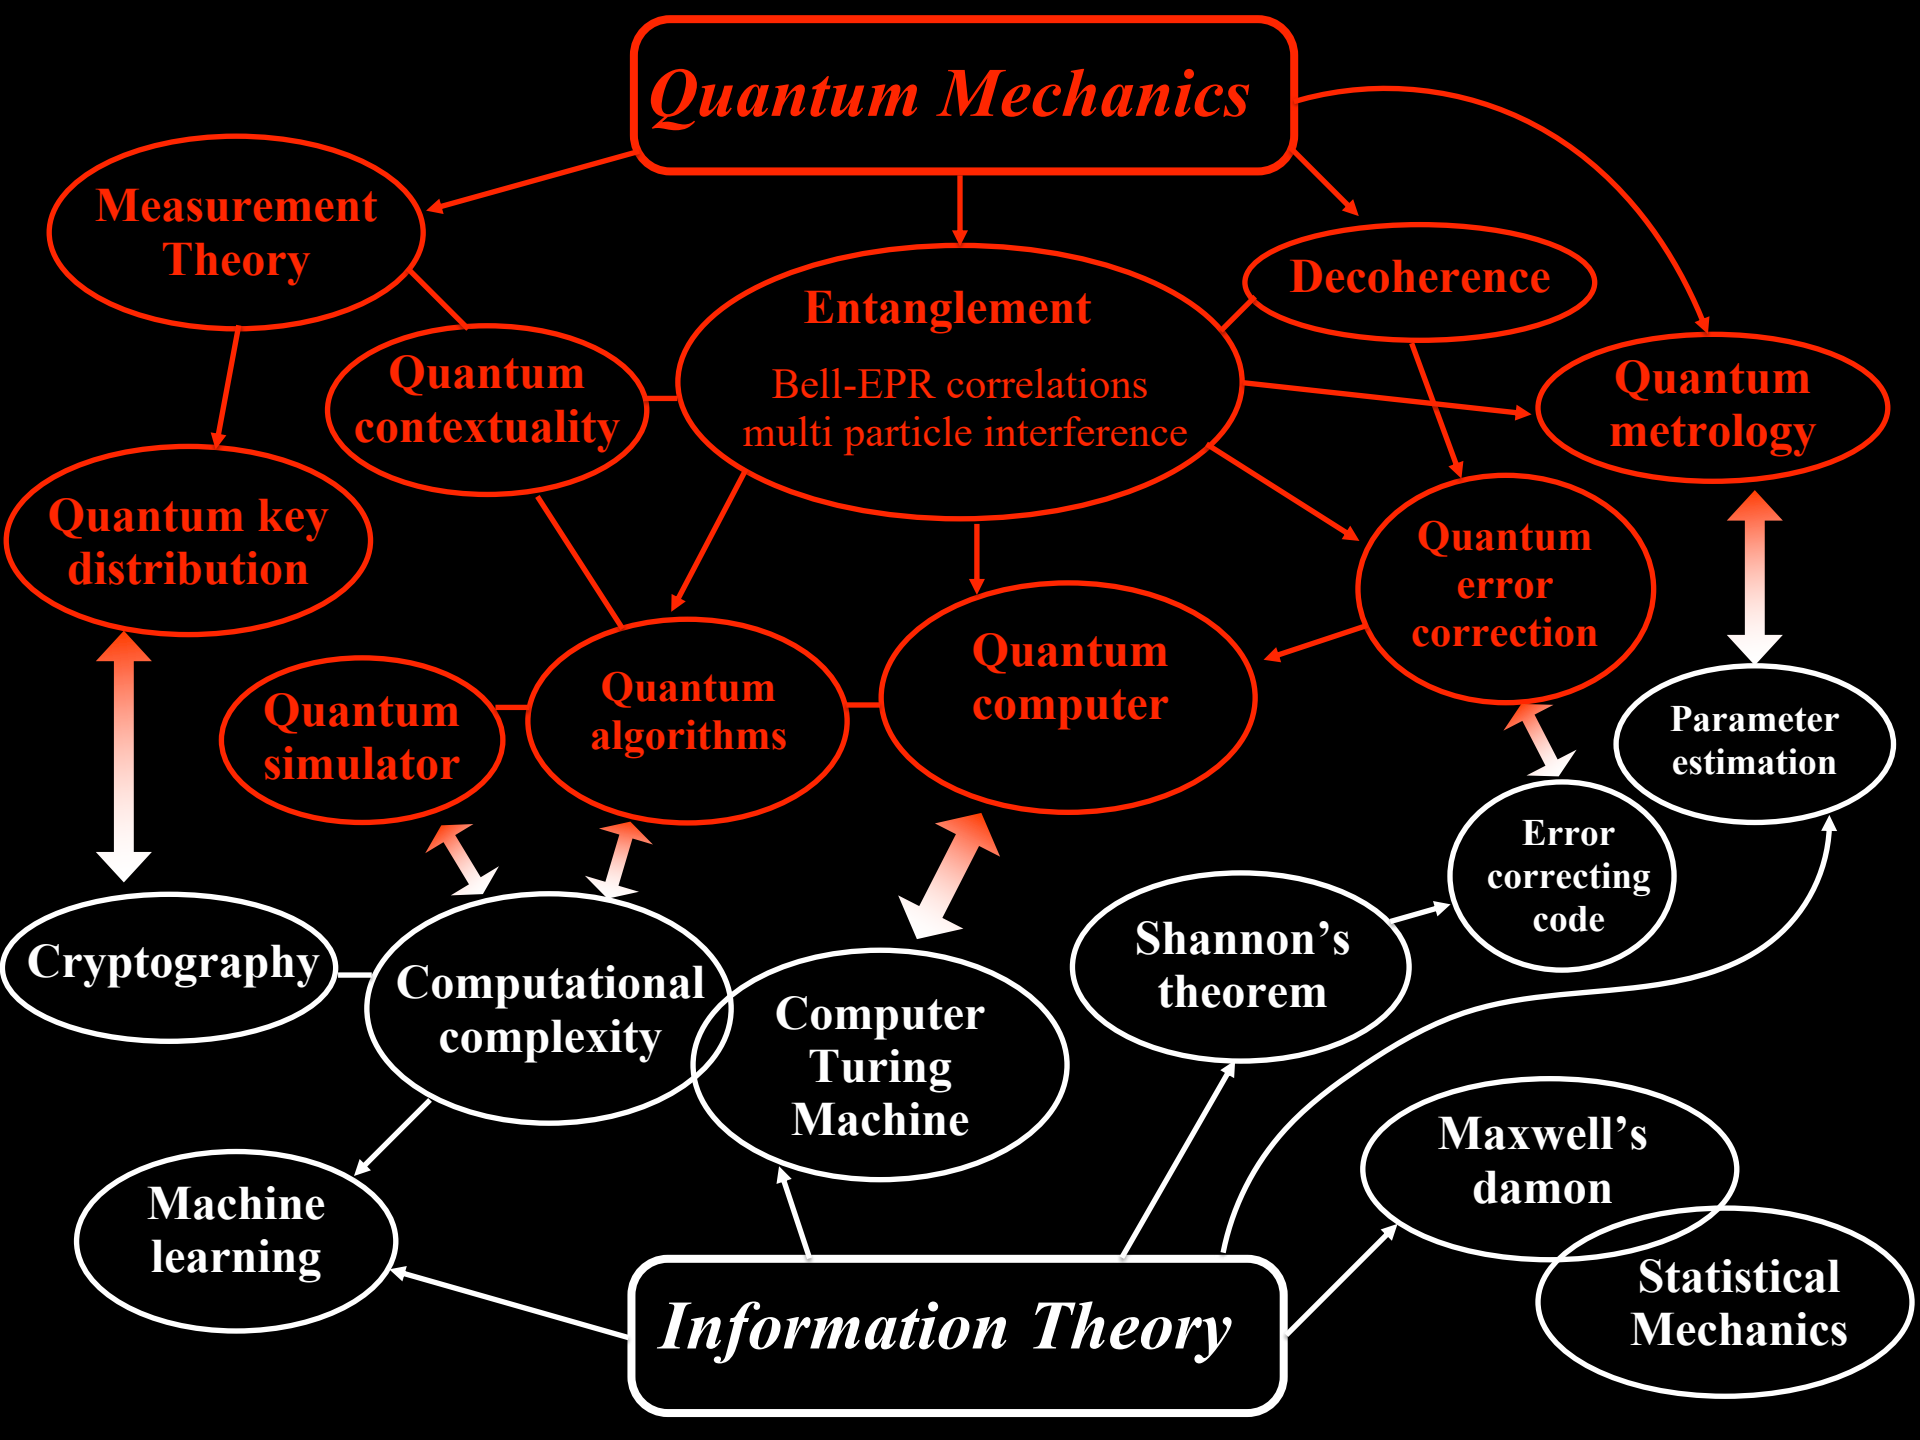 Quantum Mechanics
Measurement
Theory
Decoherence
Entanglement
Bell-EPR correlations
multi particle interference
Quantum
contextuality
Quantum
metrology
Quantum key
distribution
Quantum
error
correction
Quantum
simulator
Quantum
algorithms
Quantum
computer
Parameter
estimation
Error
correcting
code
Cryptography
Computational
complexity
Computer
Turing
Machine
Shannon’s
theorem
Maxwell’s
damon
Machine
learning
Statistical
Mechanics
Information Theory